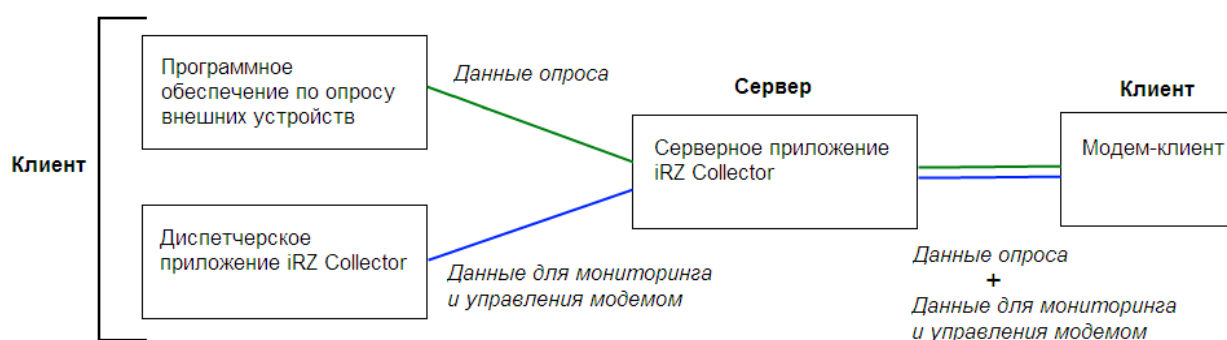 Клиент
Программное
обеспечение по опросу
внешних устройств
Данные опроса
Диспетчерское
приложение iRZ Collector
Данные для мониторинга
и управления модемом
Сервер
Серверное приложение
iRZ Collector
Клиент
Модем-клиент
Данные опроса
+
Данные для мониторинга
и управления модемом